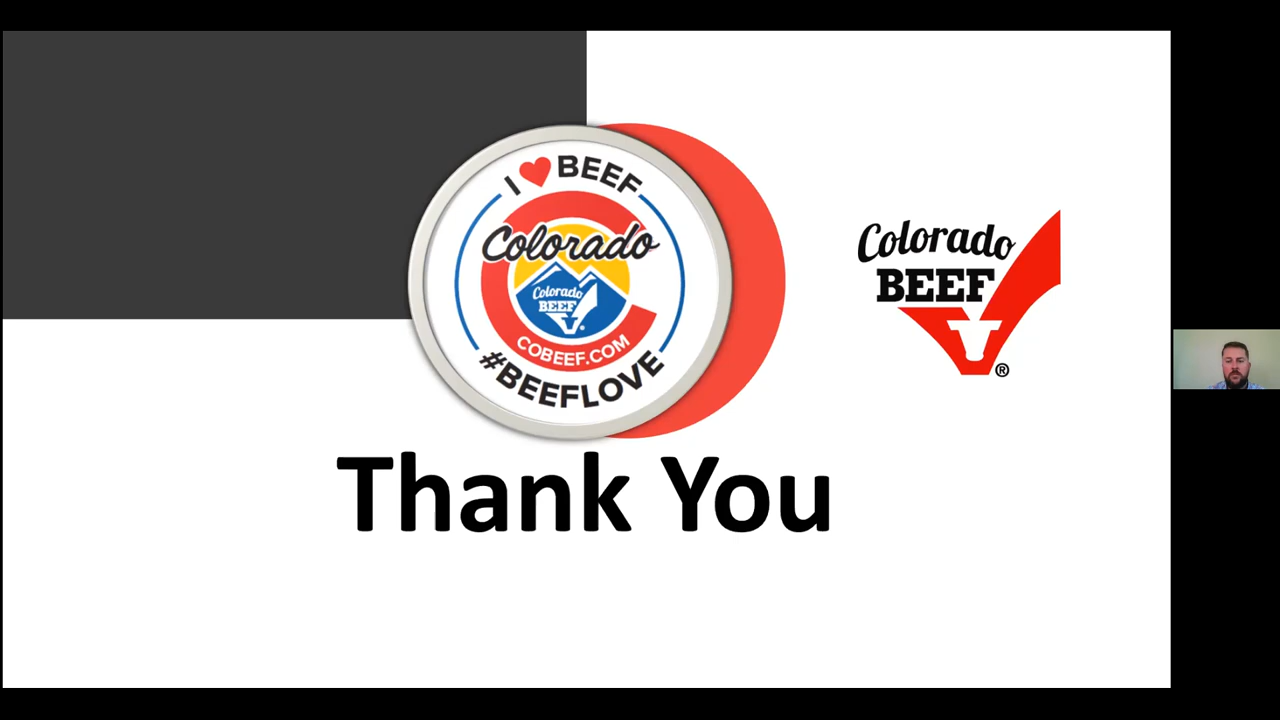 I ❤ BEEF
Colorado
Colorado
BEEF
®
COBEEF.COM
#BEEFLOVE
Colorado
BEEF
®
Thank You